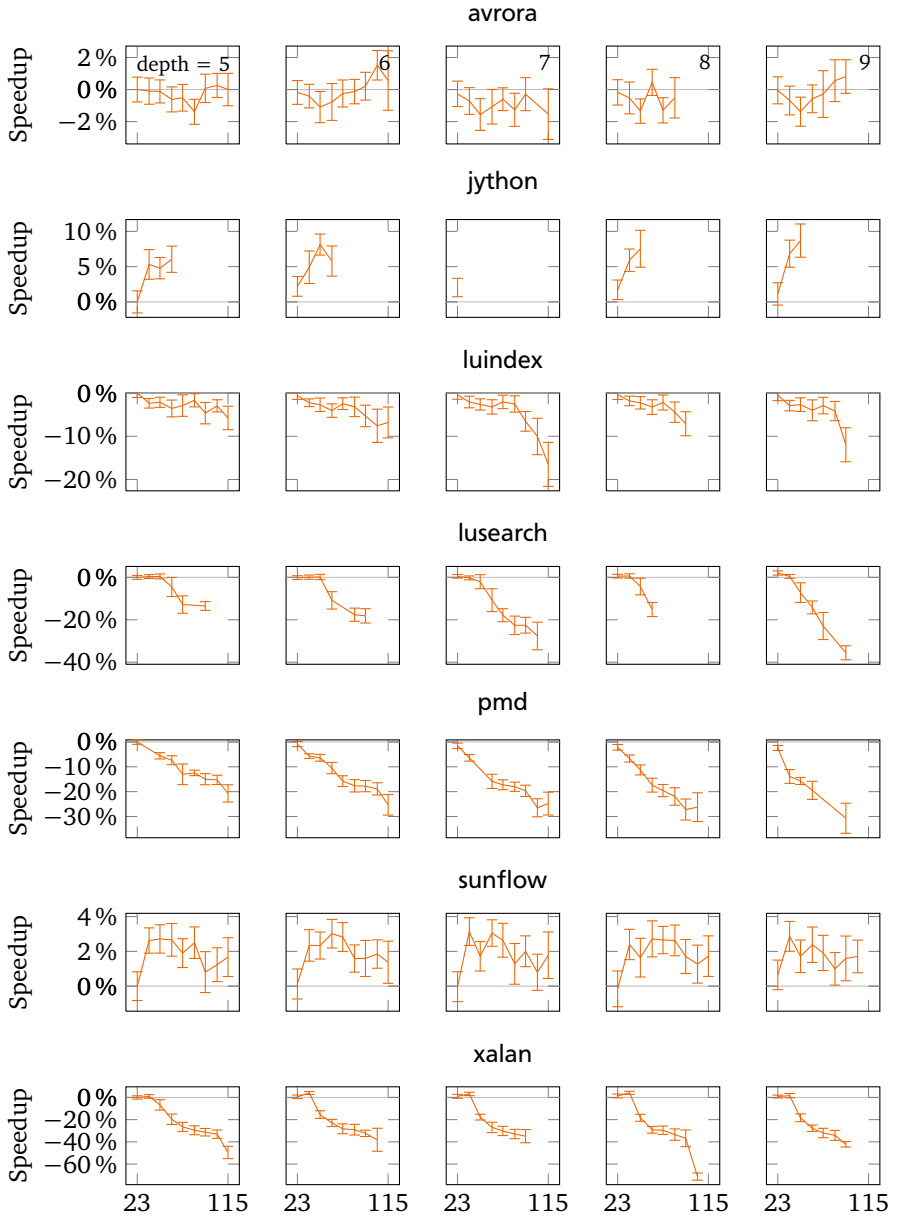 avrora
Speedup
2 %
0 %
−2 %
depth = 5
6
7
8
9
jython
Speedup
10 %
5 %
0 %
luindex
Speedup
0 %
−10 %
−20 %
lusearch
Speedup
0 %
−20 %
−40 %
pmd
Speedup
0 %
−10 %
−20 %
−30 %
sunflow
Speedup
4 %
2 %
0 %
xalan
Speedup
0 %
−20 %
−40 %
−60 %
23 115 23 115 23 115 23 115 23 115